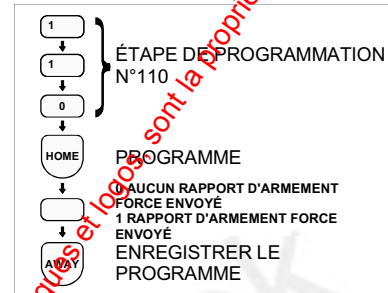 1
1
0
ÉTAPE DE PROGRAMMATION
N°110
HOME
PROGRAMME
0 AUCUN RAPPORT D'ARMEMENT
FORCE ENVOYÉ
1 RAPPORT D'ARMEMENT FORCE
ENVOYÉ
AWAY
ENREGISTRER LE
PROGRAMME
ques et logos, sont la proprié